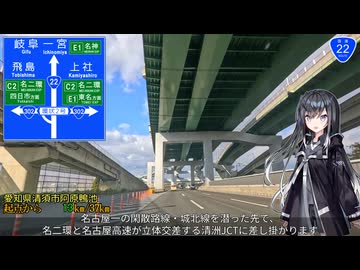 岐阜 一宮
Gifu Ichinomiya
E1 名神
国道
22
飛島
Tobishima
上社
Kamiyashiro
22
C2 名二環
四日市方面
Yokkaichi
C2 名二環
E1 東名方面
302 環状2号 302
愛知県清須市阿原鴨池
起点から
13km 37km
名古屋一の閑散路線・城北線を潜った先で、
名二環と名古屋高速が立体交差する清洲JCTに差し掛かります